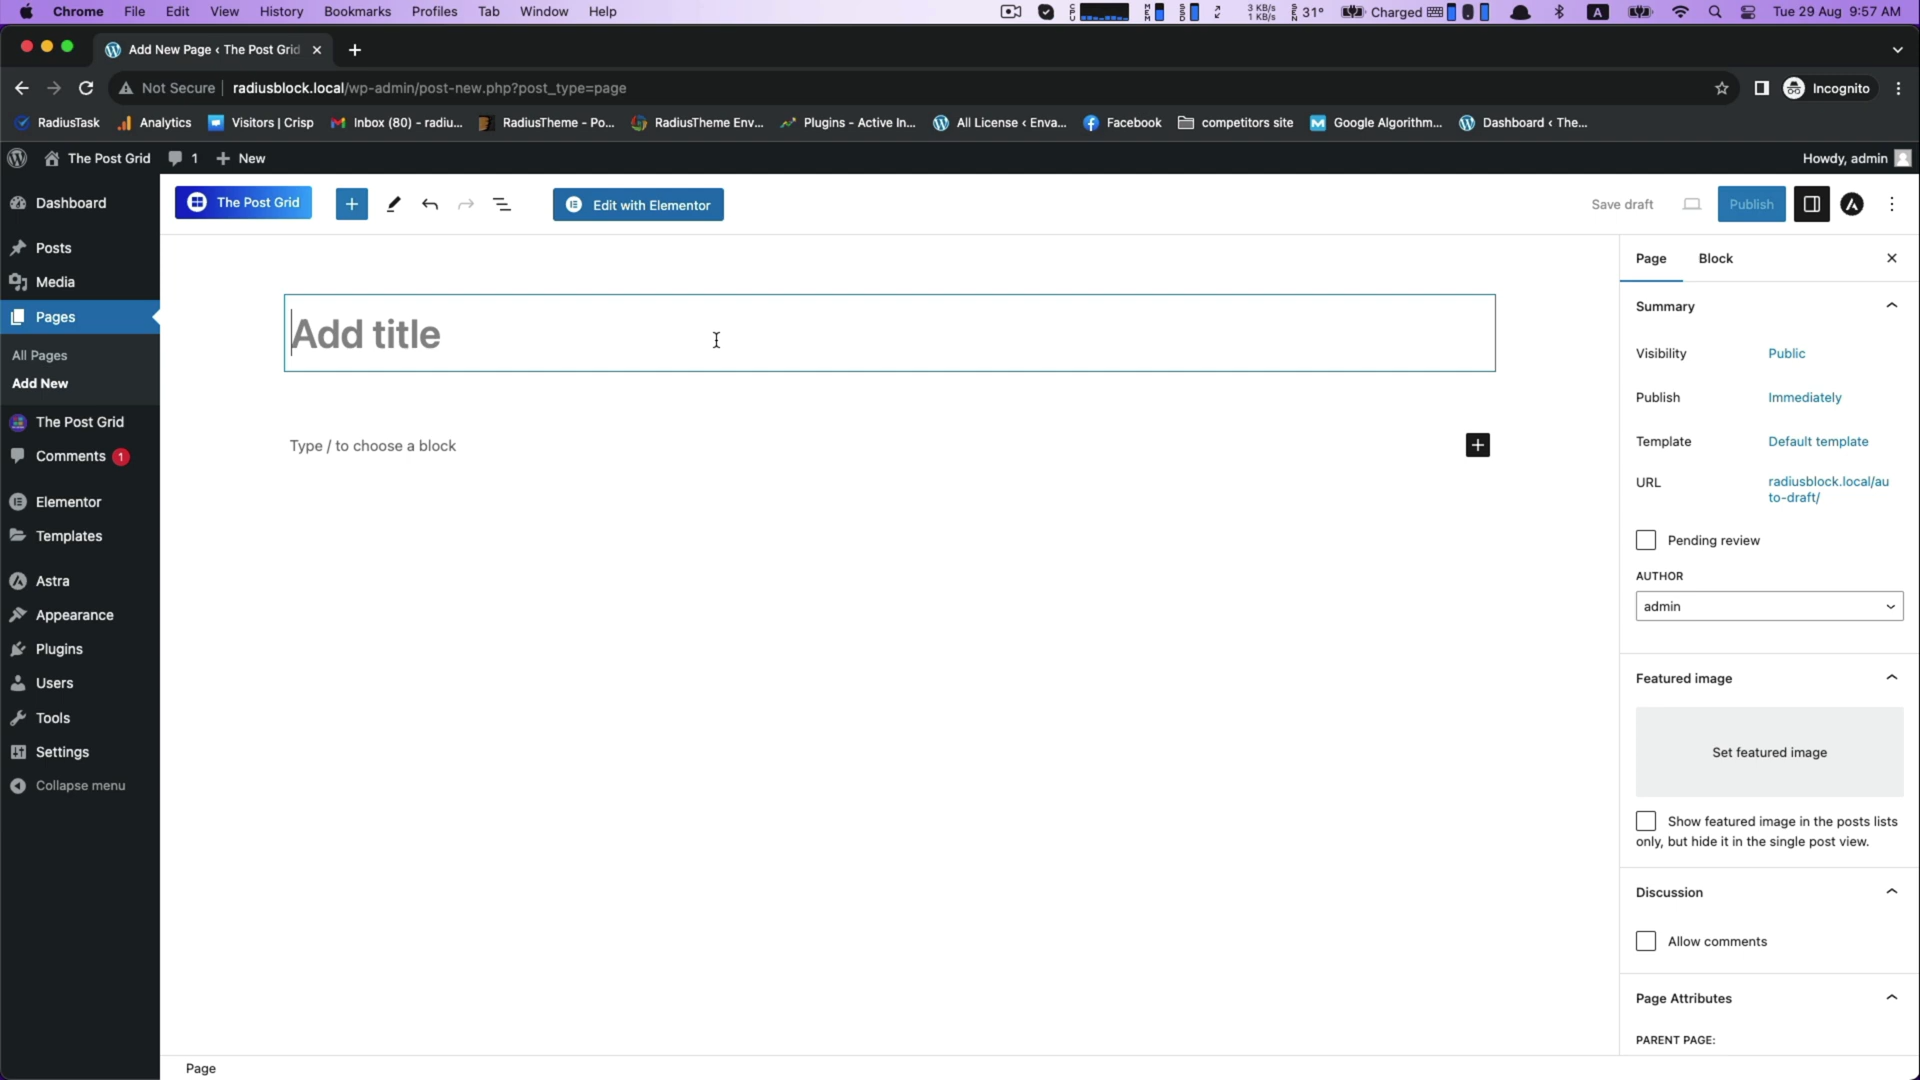 Chrome File Edit View History Bookmarks Profiles Tab Window Help
3 KB/s
1 KB/s
31° Charged A Tue 29 Aug 9:57 AM
Add New Page ‹ The Post Grid
Not Secure radiusblock.local/wp-admin/post-new.php?post_type=page
Incognito
RadiusTask Analytics Visitors | Crisp Inbox (80) - radiu... RadiusTheme - Po... RadiusTheme Env... Plugins - Active In... All License ‹ Enva... Facebook competitors site Google Algorithm... Dashboard ‹ The...
The Post Grid 1 New
Howdy, admin
Dashboard
Posts
Media
Pages
All Pages
Add New
The Post Grid
Comments 1
Elementor
Templates
Astra
Appearance
Plugins
Users
Tools
Settings
Collapse menu
The Post Grid
Edit with Elementor
Save draft
Publish
Add title
Type / to choose a block
Page Block
Summary
Visibility Public
Publish Immediately
Template Default template
URL radiusblock.local/au
to-draft/
Pending review
AUTHOR
admin
Featured image
Set featured image
Show featured image in the posts lists
only, but hide it in the single post view.
Discussion
Allow comments
Page Attributes
PARENT PAGE:
Page